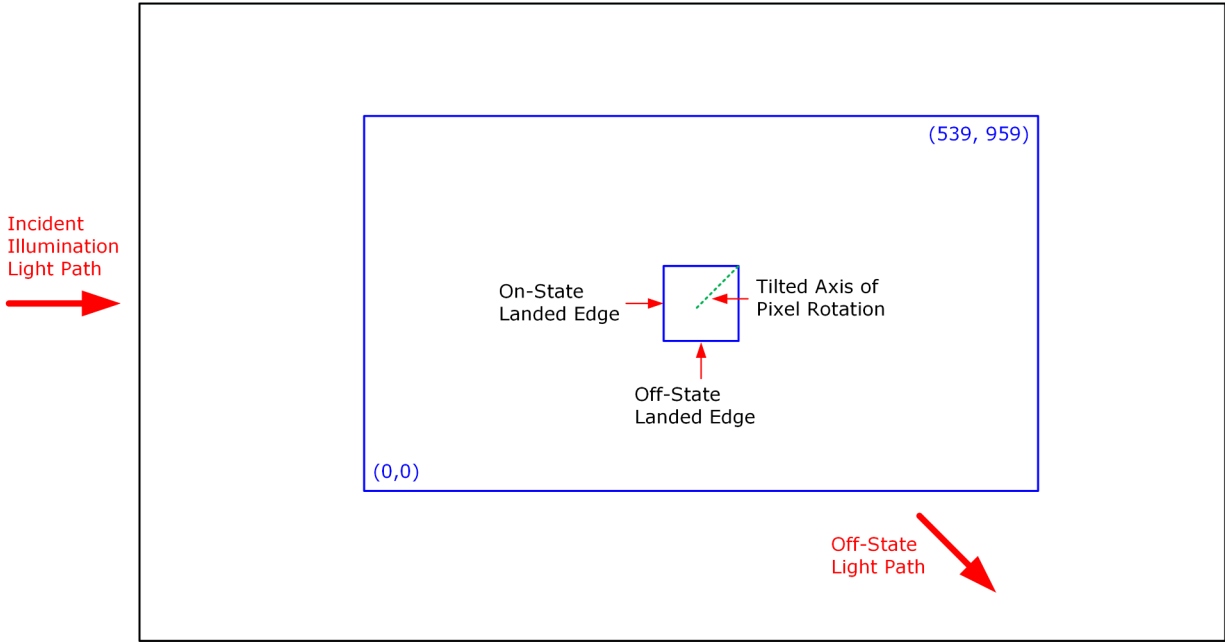 (539, 959)
Incident
Illumination
Light Path
On-State
Landed Edge
Tilted Axis of
Pixel Rotation
Off-State
Landed Edge
(0,0)
Off-State
Light Path